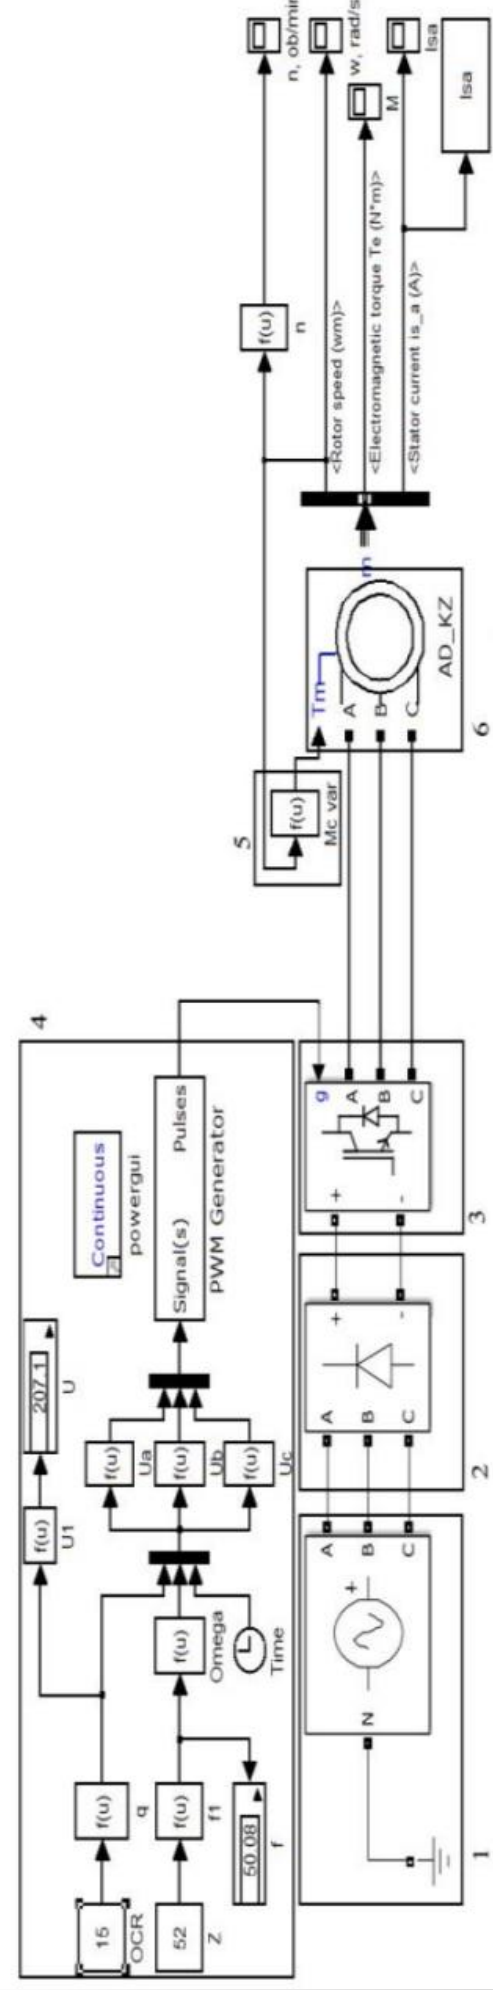 4
15
OCR
f(u)
q
f(u)
U1
207.1
U
Continuous
powergui
52
Z
f(u)
f1
50.08
f
f(u)
Omega
Time
f(u)
Ua
f(u)
Ub
f(u)
Uc
Signal(s) Pulses
PWM Generator
1
N
+
A
B
C
2
A
B
C
+
-
3
+
-
g
A
B
C
5
f(u)
Mc var
6
Tm
A
B
C
m
AD_KZ
f(u)
n
n, ob/min
<Rotor speed (wm)>
w, rad/s
<Electromagnetic torque Te (N*m)>
M
<Stator current is_a (A)>
Isa
Isa